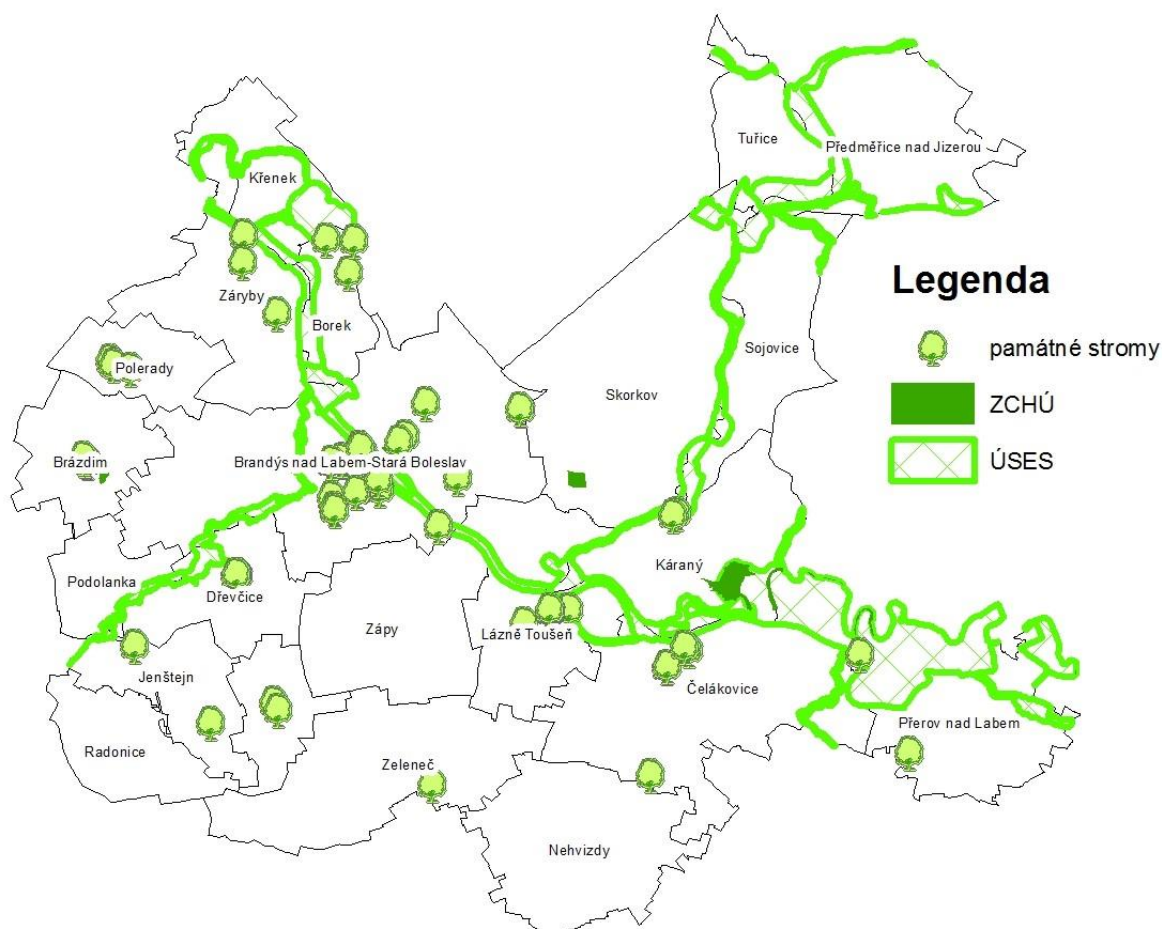 Tuřice
Předměřice nad Jizerou
Křenek
Legenda
Záryby
Borek
památné stromy
Sojovice
Polerady
Skorkov
ZCHÚ
ÚSES
Brázdim
Brandýs nad Labem-Stará Boleslav
Káraný
Podolanka
Dřevčice
Zápy
Lázně Toušeň
Jenštejn
Čelákovice
Radonice
Přerov nad Labem
Zeleneč
Nehvizdy